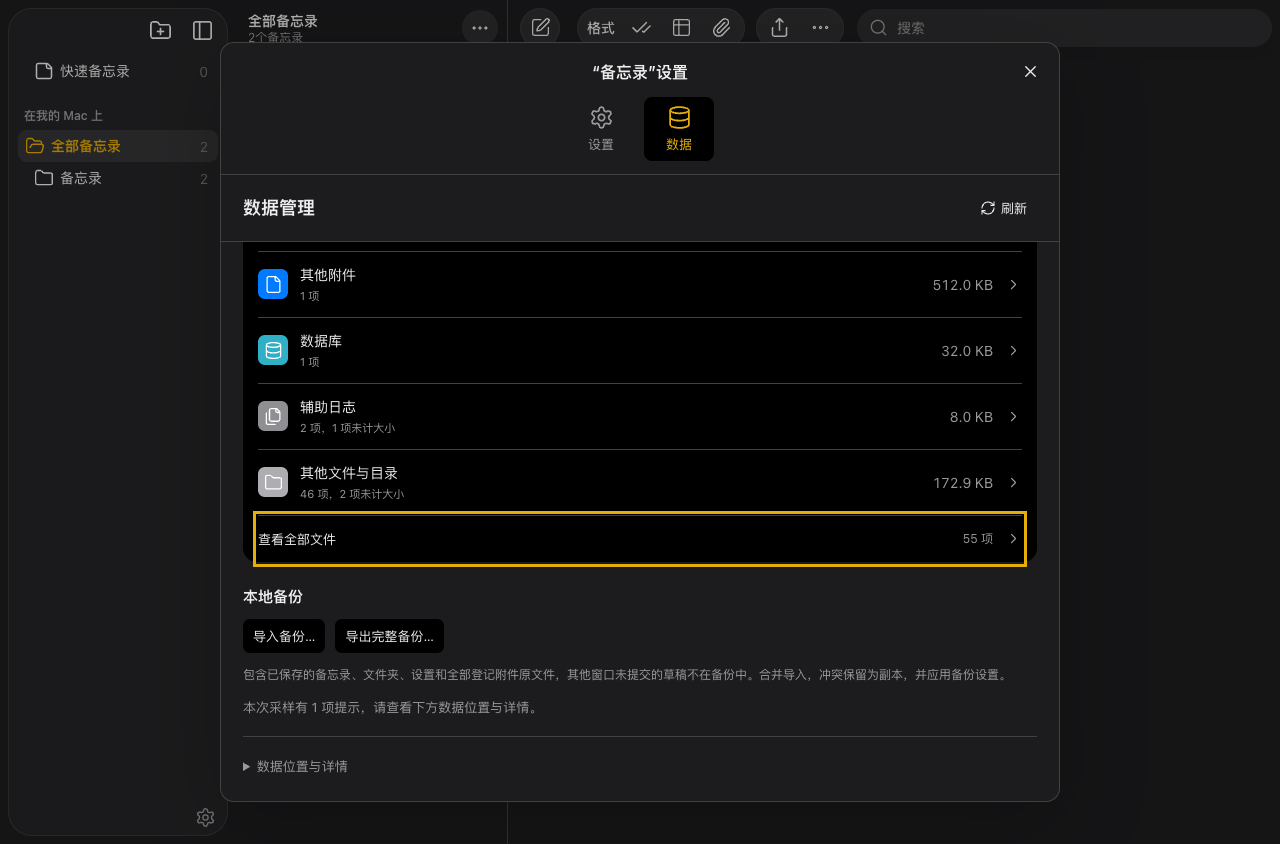 全部备忘录
2个备忘录
格式
搜索
快速备忘录 0
在我的 Mac 上
全部备忘录 2
备忘录 2
“备忘录”设置
设置
数据
数据管理
刷新
其他附件
1 项
512.0 KB
数据库
1 项
32.0 KB
辅助日志
2 项，1 项未计大小
8.0 KB
其他文件与目录
46 项，2 项未计大小
172.9 KB
查看全部文件
55 项
本地备份
导入备份...
导出完整备份...
包含已保存的备忘录、文件夹、设置和全部登记附件原文件，其他窗口未提交的草稿不在备份中。合并导入，冲突保留为副本，并应用备份设置。
本次采样有 1 项提示，请查看下方数据位置与详情。
数据位置与详情